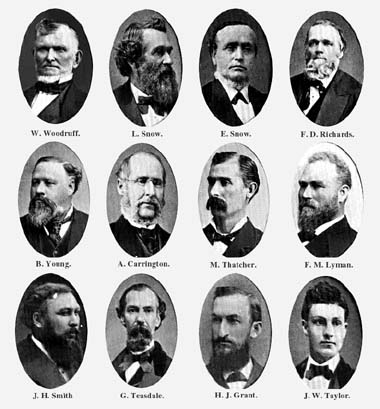 W. Woodruff. L. Snow. E. Snow. F. D. Richards.
B. Young. A. Carrington. M. Thatcher. F. M. Lyman.
J. H. Smith G. Teasdale. H. J. Grant. J. W. Taylor.